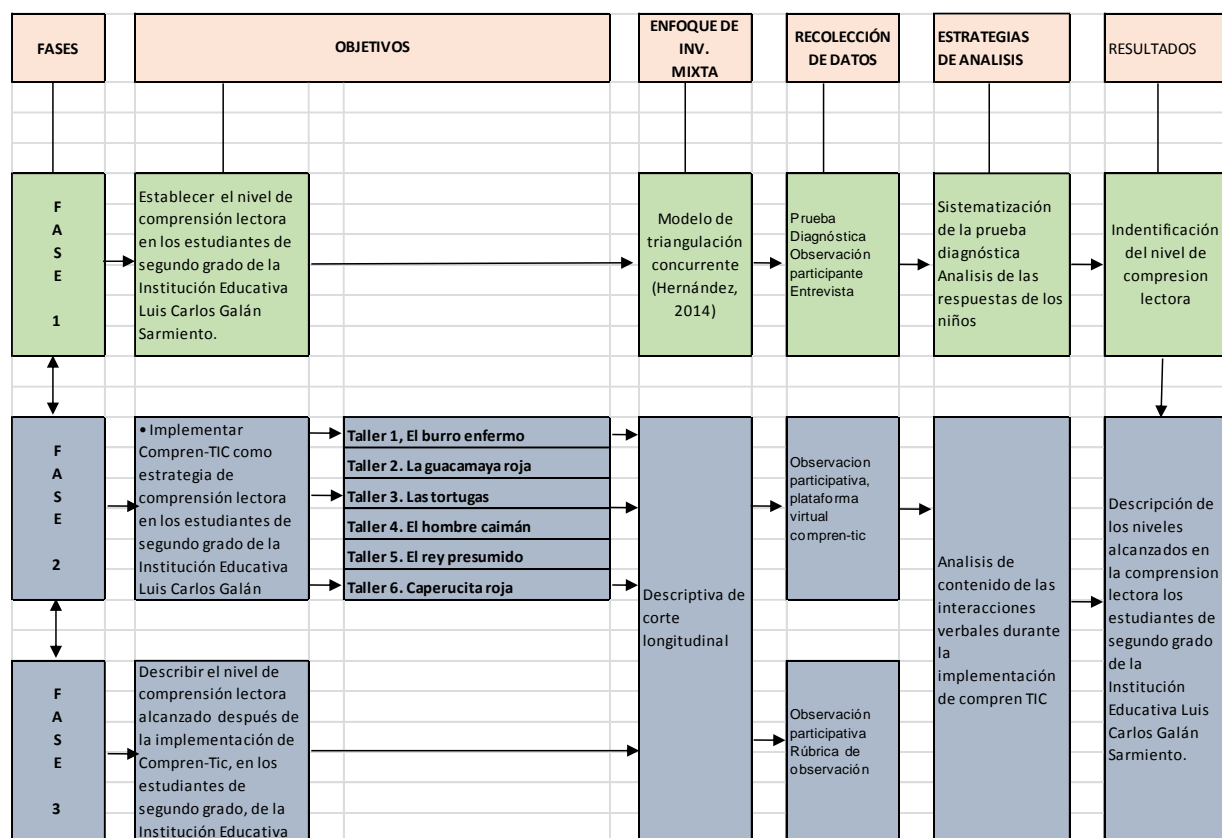 FASES
OBJETIVOS
ENFOQUE DE
INV.
MIXTA
RECOLECCIÓN
DE DATOS
ESTRATEGIAS
DE ANALISIS
RESULTADOS
F
A
S
E
1
Establecer el nivel de
comprensión lectora
en los estudiantes de
segundo grado de la
Institución Educativa
Luis Carlos Galán
Sarmiento.
Modelo de
triangulación
concurrente
(Hernández,
2014)
Prueba
Diagnóstica
Observación
participante
Entrevista
Sistematización
de la prueba
diagnóstica
Analisis de las
respuestas de los
niños
Indentificación
del nivel de
compresion
lectora
F
A
S
E
2
• Implementar
Compren-TIC como
estrategia de
comprensión lectora
en los estudiantes de
segundo grado de la
Institución Educativa
Luis Carlos Galán
Taller 1, El burro enfermo
Taller 2. La guacamaya roja
Taller 3. Las tortugas
Taller 4. El hombre caimán
Taller 5. El rey presumido
Taller 6. Caperucita roja
Descriptiva de
corte
longitudinal
Observacion
participativa,
plataforma
virtual
compren-tic
Analisis de
contenido de las
interacciones
verbales durante
la
implementación
de compren TIC
Descripción de
los niveles
alcanzados en
la comprension
lectora los
estudiantes de
segundo grado
de la
Institución
Educativa Luis
Carlos Galán
Sarmiento.
F
A
S
E
3
Describir el nivel de
comprensión lectora
alcanzado después de
la implementación de
Compren-Tic, en los
estudiantes de
segundo grado, de la
Institución Educativa
Observación
participativa
Rúbrica de
observación